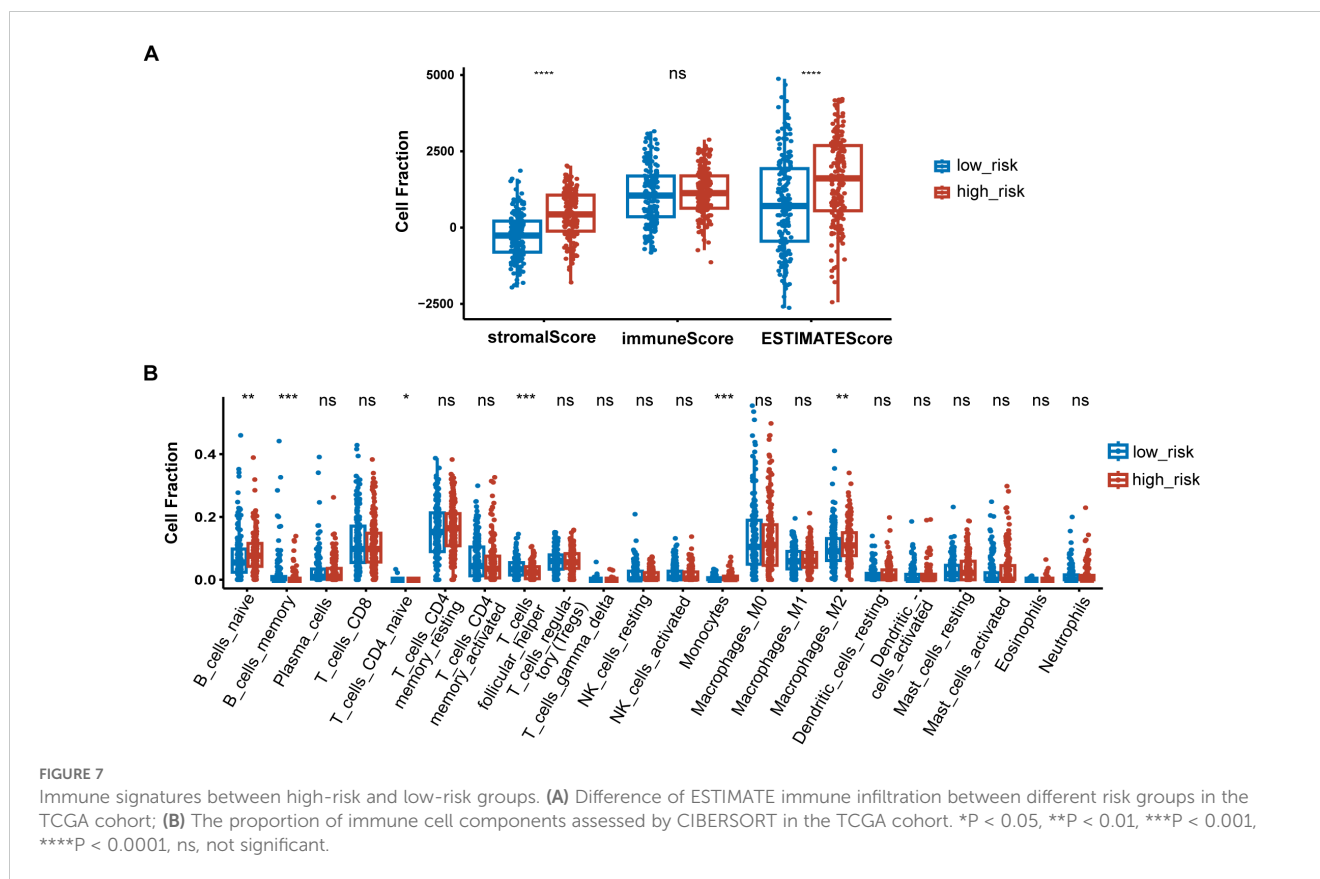 A
****
ns
****
5000
2500
0
−2500
Cell Fraction
low_risk
high_risk
stromalScore
immuneScore
ESTIMATEScore
B
** *** ns ns * ns ns *** ns ns ns ns *** ns ns ** ns ns ns ns ns ns
0.4
0.2
0.0
Cell Fraction
low_risk
high_risk
B_cells_naive
B_cells_memory
Plasma_cells
T_cells_CD8
T_cells_CD4_naive
T_cells_CD4
memory_resting
T_cells_CD4
memory_activated
T_cells
follicular_helper
T_cells_regula-
tory (Tregs)
T_cells_gamma_delta
NK_cells_resting
NK_cells_activated
Monocytes
Macrophages_M0
Macrophages_M1
Macrophages_M2
Dendritic_cells_resting
Dendritic_-
cells_activated
Mast_cells_resting
Mast_cells_activated
Eosinophils
Neutrophils
FIGURE 7
Immune signatures between high-risk and low-risk groups. (A) Difference of ESTIMATE immune infiltration between different risk groups in the
TCGA cohort; (B) The proportion of immune cell components assessed by CIBERSORT in the TCGA cohort. *P < 0.05, **P < 0.01, ***P < 0.001,
****P < 0.0001, ns, not significant.